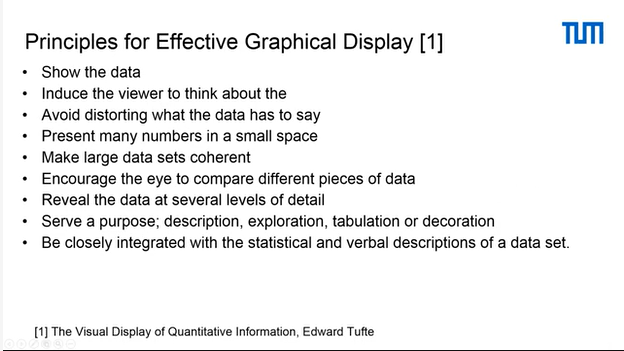 Principles for Effective Graphical Display [1]
TUM
• Show the data
• Induce the viewer to think about the
• Avoid distorting what the data has to say
• Present many numbers in a small space
• Make large data sets coherent
• Encourage the eye to compare different pieces of data
• Reveal the data at several levels of detail
• Serve a purpose; description, exploration, tabulation or decoration
• Be closely integrated with the statistical and verbal descriptions of a data set.
[1] The Visual Display of Quantitative Information, Edward Tufte